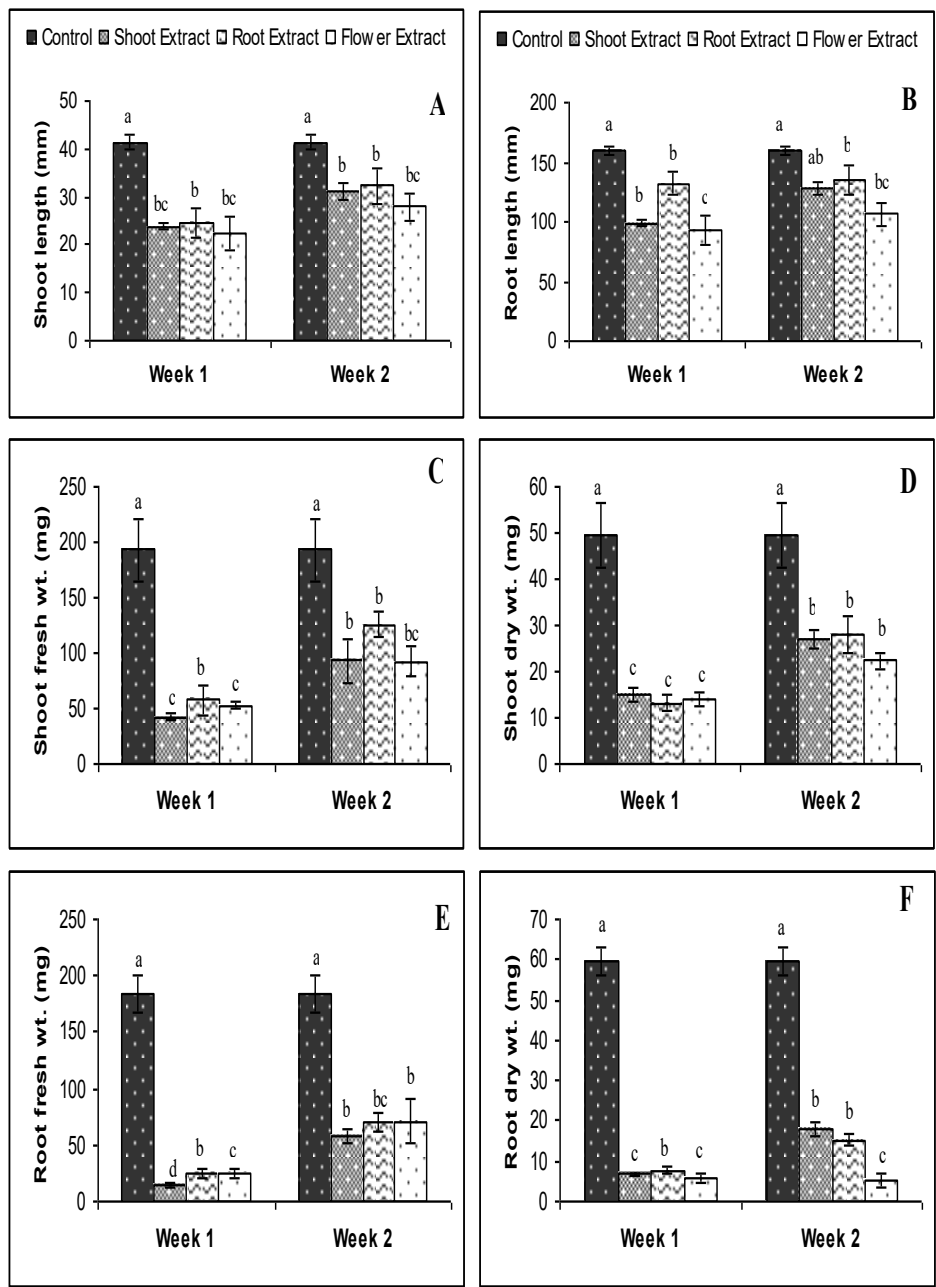 Control Shoot Extract Root Extract Flower Extract
A
Shoot length (mm)
50
40
30
20
10
0
a
bc
b
bc
a
b
b
bc
Week 1
Week 2
Control Shoot Extract Root Extract Flower Extract
B
Root length (mm)
200
150
100
50
0
a
b
b
c
a
ab
b
bc
Week 1
Week 2
C
Shoot fresh wt. (mg)
250
200
150
100
50
0
a
c
b
c
a
b
b
bc
Week 1
Week 2
D
Shoot dry wt. (mg)
60
50
40
30
20
10
0
a
c
c
c
a
b
b
b
Week 1
Week 2
E
Root fresh wt. (mg)
250
200
150
100
50
0
a
d
b
c
a
b
bc
b
Week 1
Week 2
F
Root dry wt. (mg)
70
60
50
40
30
20
10
0
a
c
b
c
a
b
b
c
Week 1
Week 2